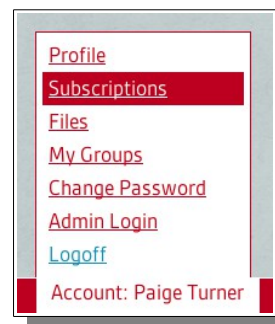 Profile
Subscriptions
Files
My Groups
Change Password
Admin Login
Logoff
Account: Paige Turner